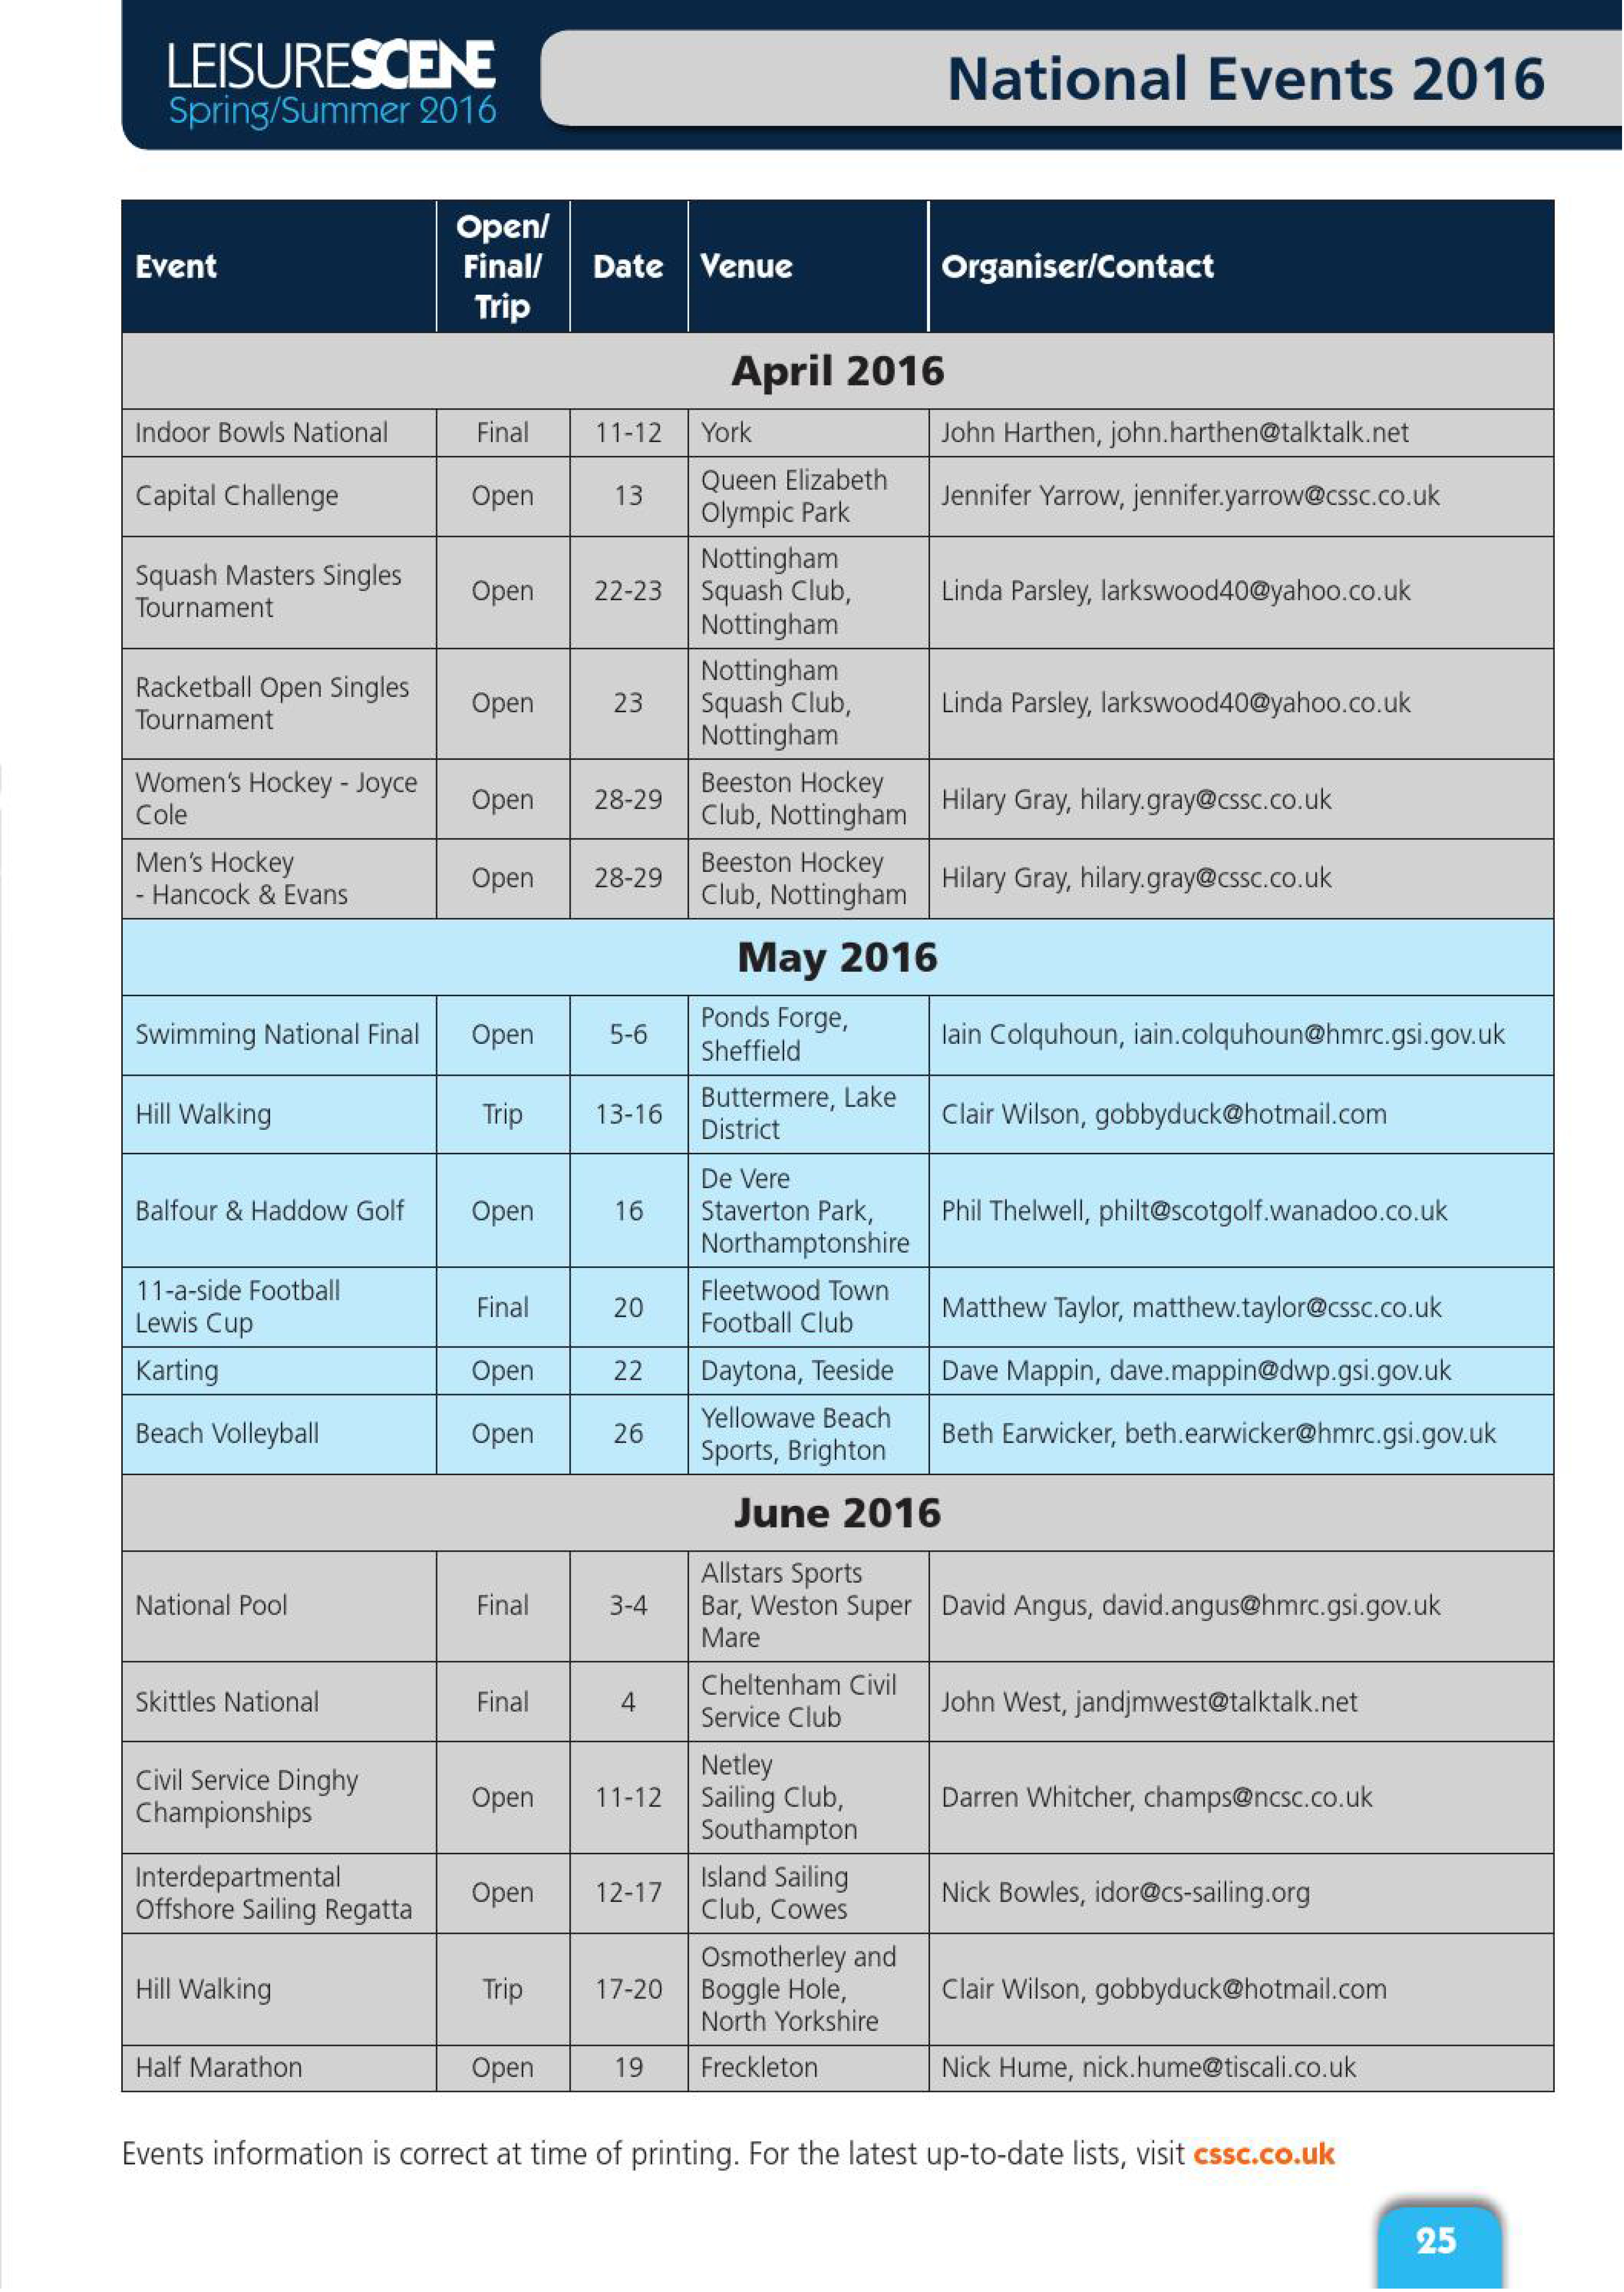 LEISURESCENE
Spring/Summer 2016
National Events 2016
Event
Open/
Final/
Trip
Date
Venue
Organiser/Contact
April 2016
Indoor Bowls National
Final
11-12
York
John Harthen, john.harthen@talktalk.net
Capital Challenge
Open
13
Queen Elizabeth
Olympic Park
Jennifer Yarrow, jennifer.yarrow@cssc.co.uk
Squash Masters Singles
Tournament
Open
22-23
Nottingham
Squash Club,
Nottingham
Linda Parsley, larkswood40@yahoo.co.uk
Racketball Open Singles
Tournament
Open
23
Nottingham
Squash Club,
Nottingham
Linda Parsley, larkswood40@yahoo.co.uk
Women's Hockey - Joyce
Cole
Open
28-29
Beeston Hockey
Club, Nottingham
Hilary Gray, hilary.gray@cssc.co.uk
Men's Hockey
- Hancock & Evans
Open
28-29
Beeston Hockey
Club, Nottingham
Hilary Gray, hilary.gray@cssc.co.uk
May 2016
Swimming National Final
Open
5-6
Ponds Forge,
Sheffield
Iain Colquhoun, iain.colquhoun@hmrc.gsi.gov.uk
Hill Walking
Trip
13-16
Buttermere, Lake
District
Clair Wilson, gobbyduck@hotmail.com
Balfour & Haddow Golf
Open
16
De Vere
Staverton Park,
Northamptonshire
Phil Thelwell, philt@scotgolf.wanadoo.co.uk
11-a-side Football
Lewis Cup
Final
20
Fleetwood Town
Football Club
Matthew Taylor, matthew.taylor@cssc.co.uk
Karting
Open
22
Daytona, Teeside
Dave Mappin, dave.mappin@dwp.gsi.gov.uk
Beach Volleyball
Open
26
Yellowave Beach
Sports, Brighton
Beth Earwicker, beth.earwicker@hmrc.gsi.gov.uk
June 2016
National Pool
Final
3-4
Allstars Sports
Bar, Weston Super
Mare
David Angus, david.angus@hmrc.gsi.gov.uk
Skittles National
Final
4
Cheltenham Civil
Service Club
John West, jandjmwest@talktalk.net
Civil Service Dinghy
Championships
Open
11-12
Netley
Sailing Club,
Southampton
Darren Whitcher, champs@ncsc.co.uk
Interdepartmental
Offshore Sailing Regatta
Open
12-17
Island Sailing
Club, Cowes
Nick Bowles, idor@cs-sailing.org
Hill Walking
Trip
17-20
Osmotherley and
Boggle Hole,
North Yorkshire
Clair Wilson, gobbyduck@hotmail.com
Half Marathon
Open
19
Freckleton
Nick Hume, nick.hume@tiscali.co.uk
Events information is correct at time of printing. For the latest up-to-date lists, visit cssc.co.uk
25